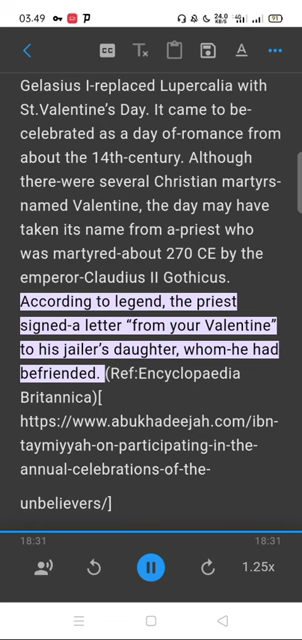 03.49
24.0
KB/S
4G
91
CC
A
Gelasius I-replaced Lupercalia with
St.Valentine's Day. It came to be-
celebrated as a day of-romance from
about the 14th-century. Although
there-were several Christian martyrs-
named Valentine, the day may have
taken its name from a-priest who
was martyred-about 270 CE by the
emperor-Claudius II Gothicus.
According to legend, the priest
signed-a letter “from your Valentine”
to his jailer's daughter, whom-he had
befriended. (Ref:Encyclopaedia
Britannica)[
https://www.abukhadeejah.com/ibn-
taymiyyah-on-participating-in-the-
annual-celebrations-of-the-
unbelievers/]
18:31 18:31
1.25x